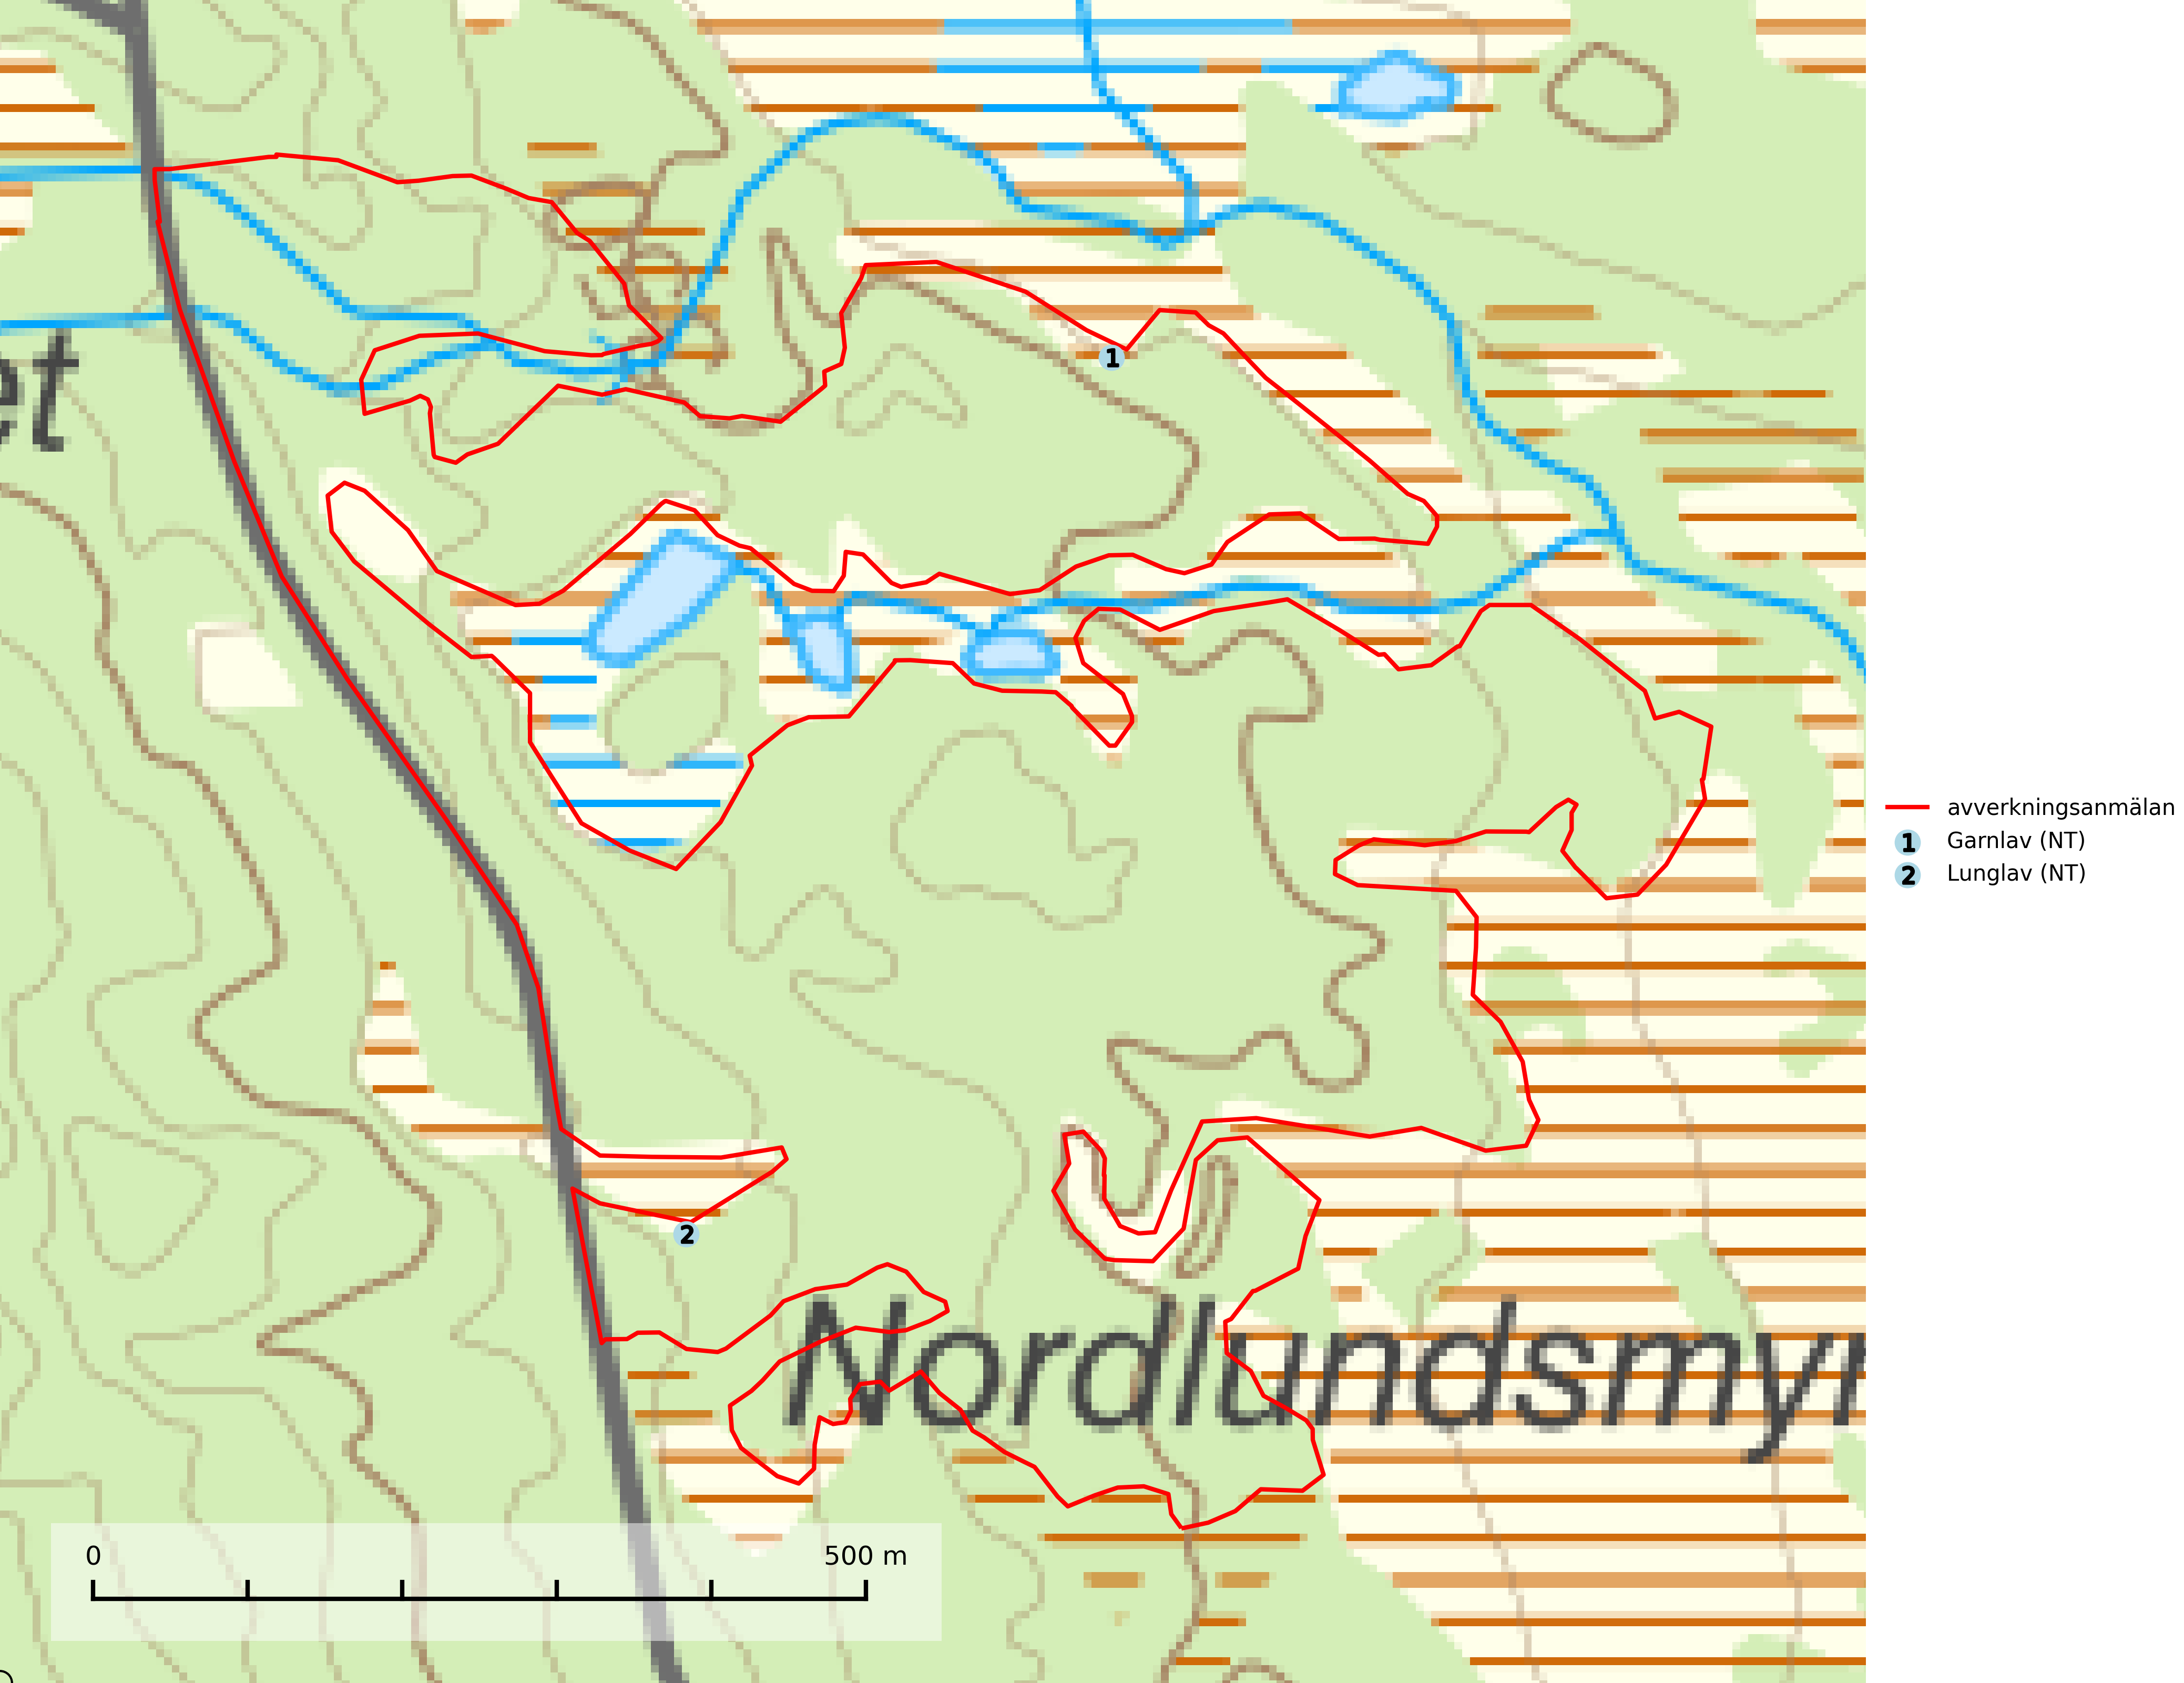 et
1
avverkningsanmälan
1 Garnlav (NT)
2 Lunglav (NT)
2
Nordlundsmyr
0 500 m